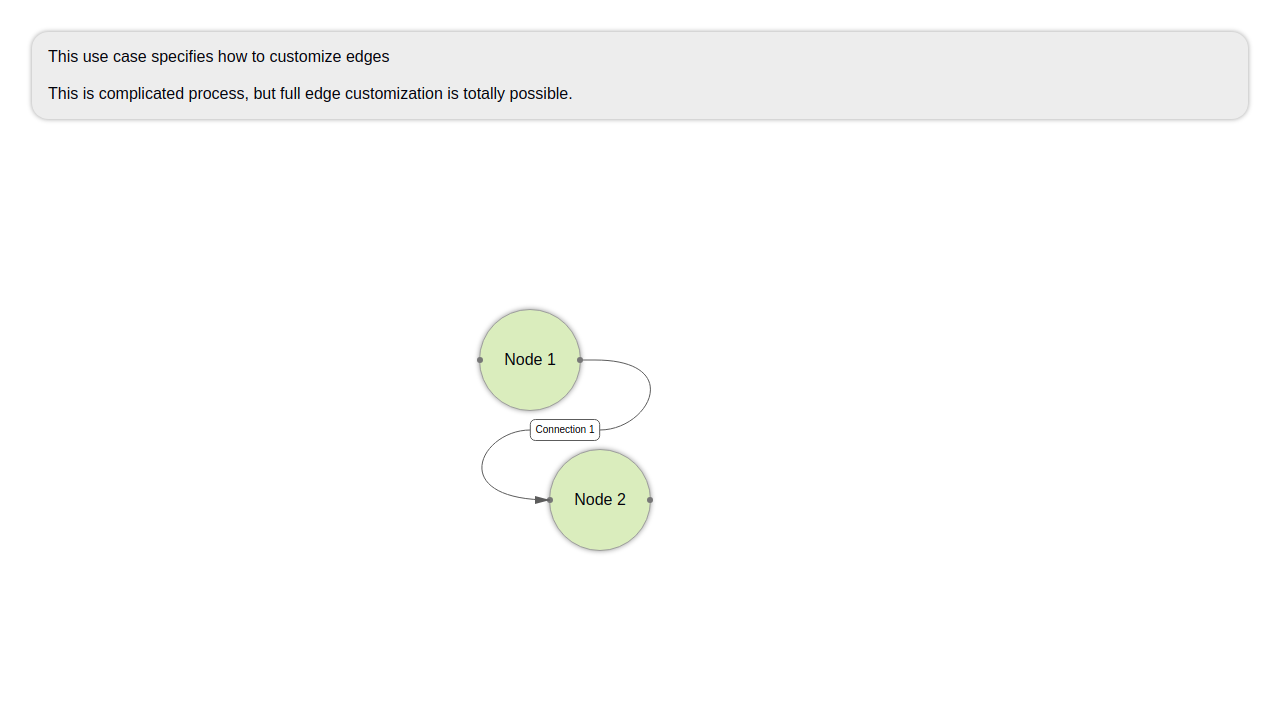 This use case specifies how to customize edges
This is complicated process, but full edge customization is totally possible.
Node 1
Connection 1
Node 2